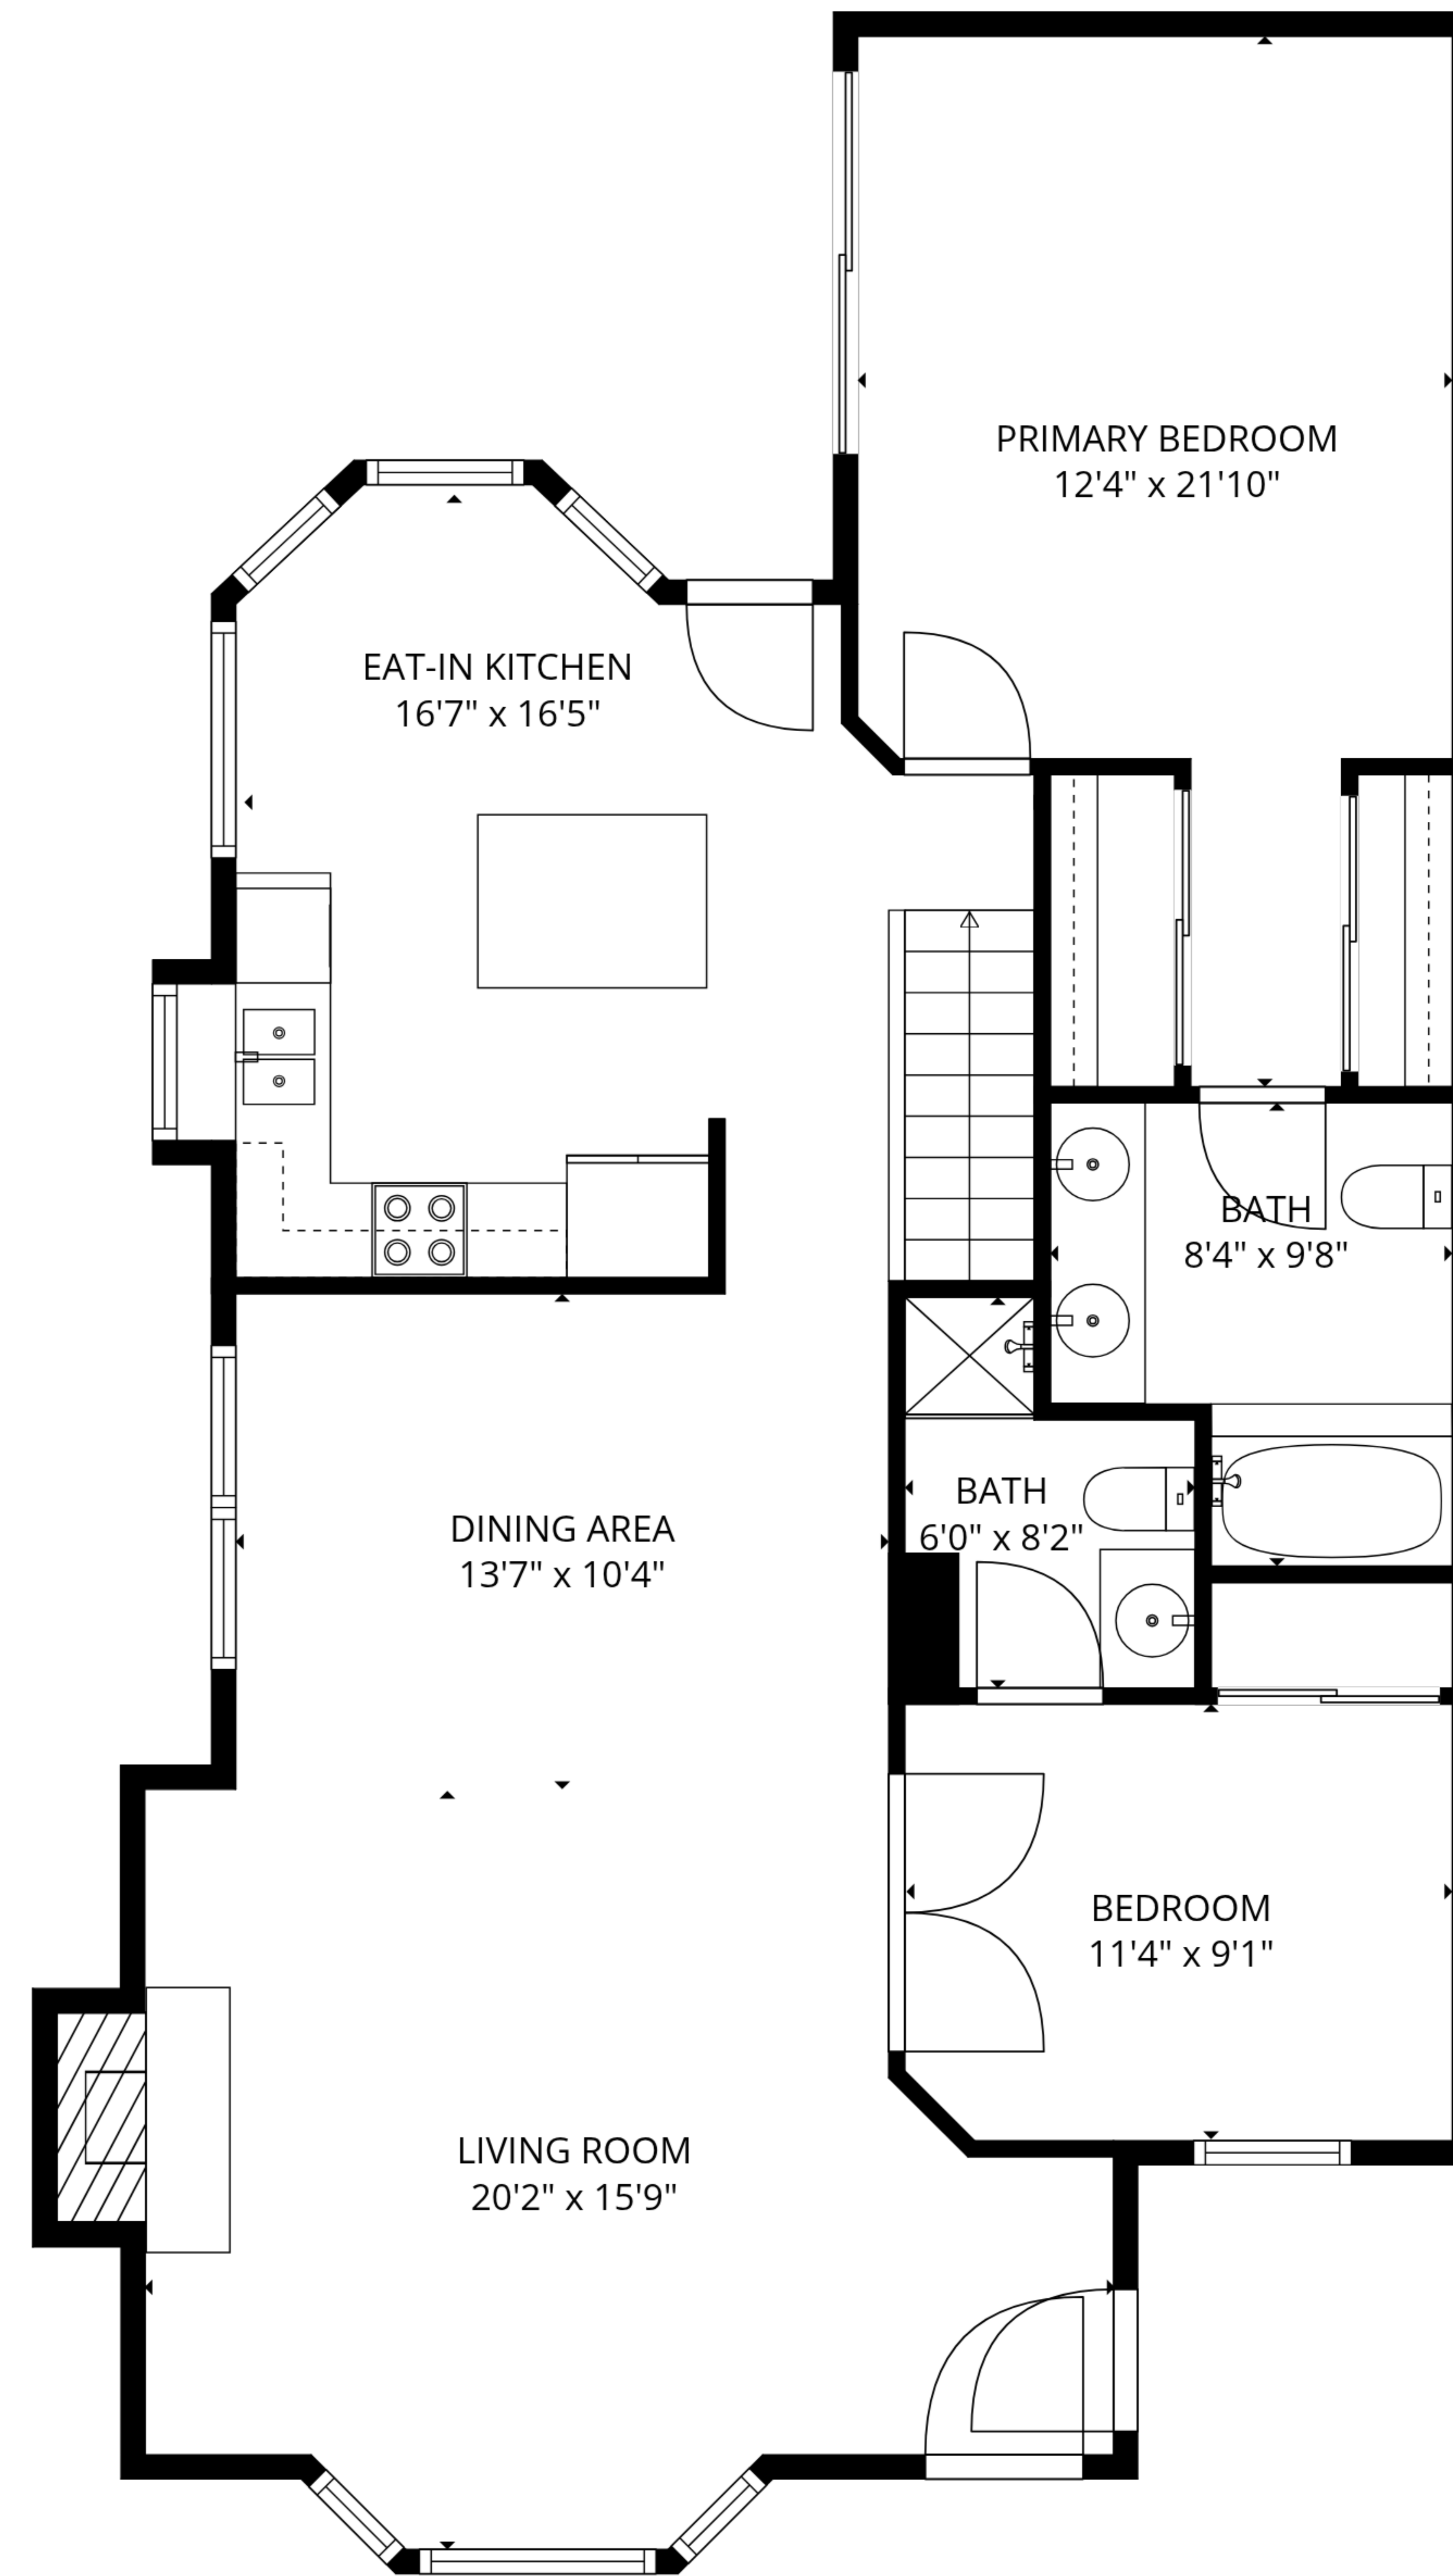 PRIMARY BEDROOM
12'4" x 21'10"
EAT-IN KITCHEN
16'7" x 16'5"
BATH
8'4" x 9'8"
BATH
6'0" x 8'2"
DINING AREA
13'7" x 10'4"
BEDROOM
11'4" x 9'1"
LIVING ROOM
20'2" x 15'9"